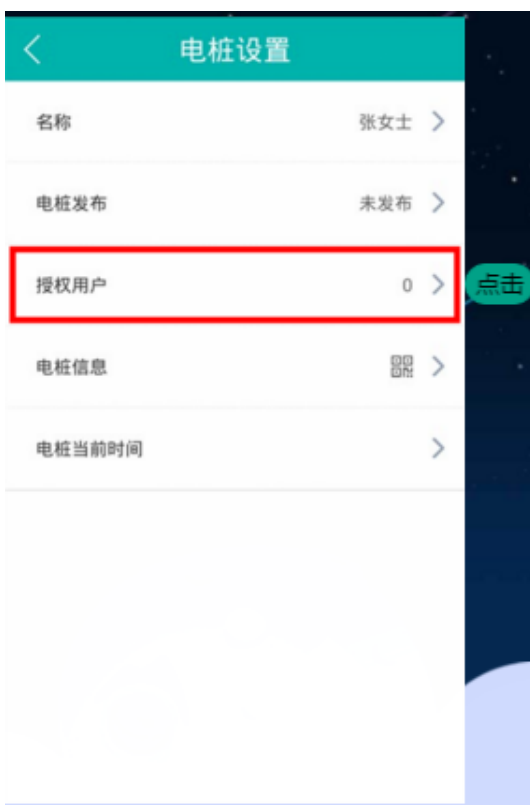 电桩设置
名称 张女士
电桩发布 未发布
授权用户 0
点击
电桩信息
电桩当前时间